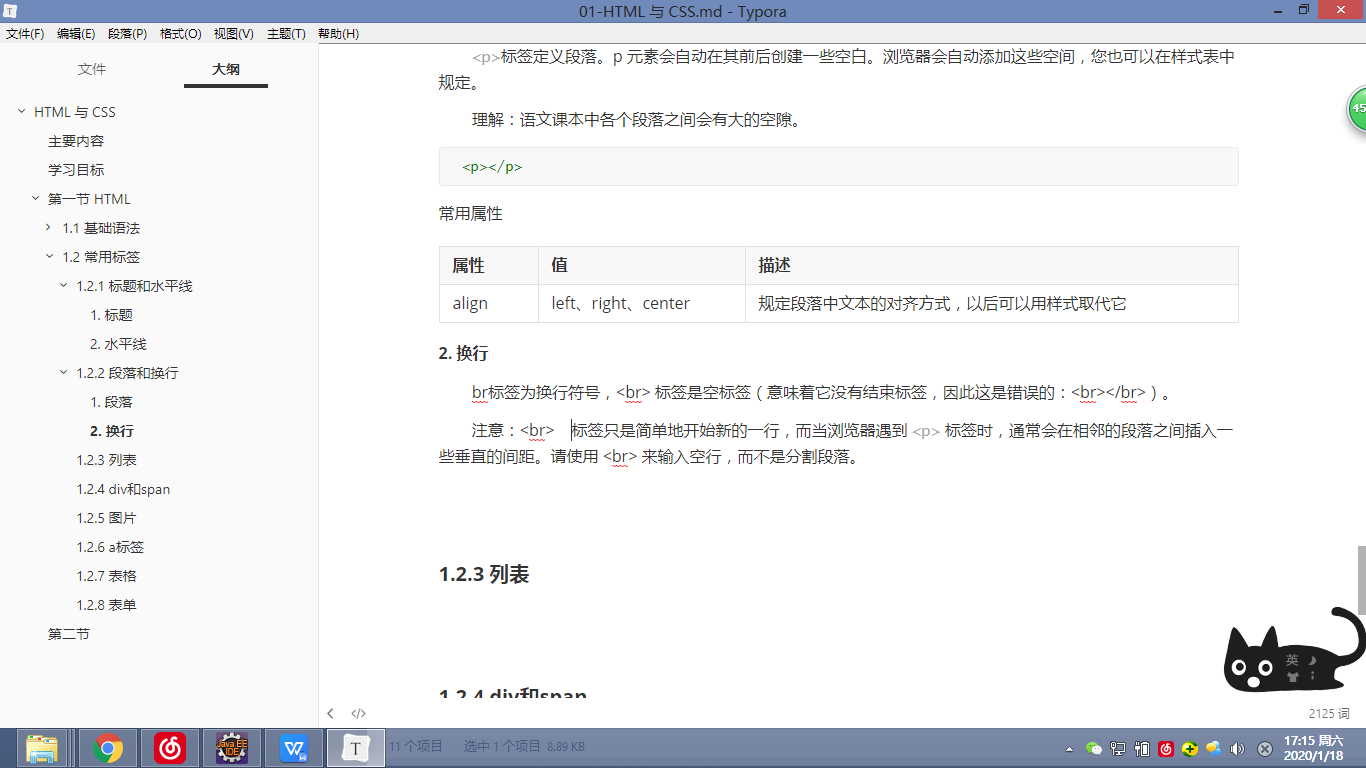 01-HTML 与 CSS.md - Typora
文件(F) 编辑(E) 段落(P) 格式(O) 视图(V) 主题(T) 帮助(H)
文件 大纲
HTML 与 CSS
主要内容
学习目标
第一节 HTML
1.1 基础语法
1.2 常用标签
1.2.1 标题和水平线
1. 标题
2. 水平线
1.2.2 段落和换行
1. 段落
2. 换行
1.2.3 列表
1.2.4 div和span
1.2.5 图片
1.2.6 a标签
1.2.7 表格
1.2.8 表单
第二节
<p>标签定义段落。p 元素会自动在其前后创建一些空白。浏览器会自动添加这些空间，您也可以在样式表中
规定。
理解：语文课本中各个段落之间会有大的空隙。
<p></p>
常用属性
属性 值 描述
align left、right、center 规定段落中文本的对齐方式，以后可以用样式取代它
2. 换行
br标签为换行符号，<br> 标签是空标签（意味着它没有结束标签，因此这是错误的：<br></br>）。
注意：<br> 标签只是简单地开始新的一行，而当浏览器遇到 <p> 标签时，通常会在相邻的段落之间插入一
些垂直的间距。请使用 <br> 来输入空行，而不是分割段落。
1.2.3 列表
1.2.4 div和span
45
英
2125 词
T
Java EE
IDE
W
T
11 个项目 选中 1 个项目 8.89 KB
17:15 周六
2020/1/18